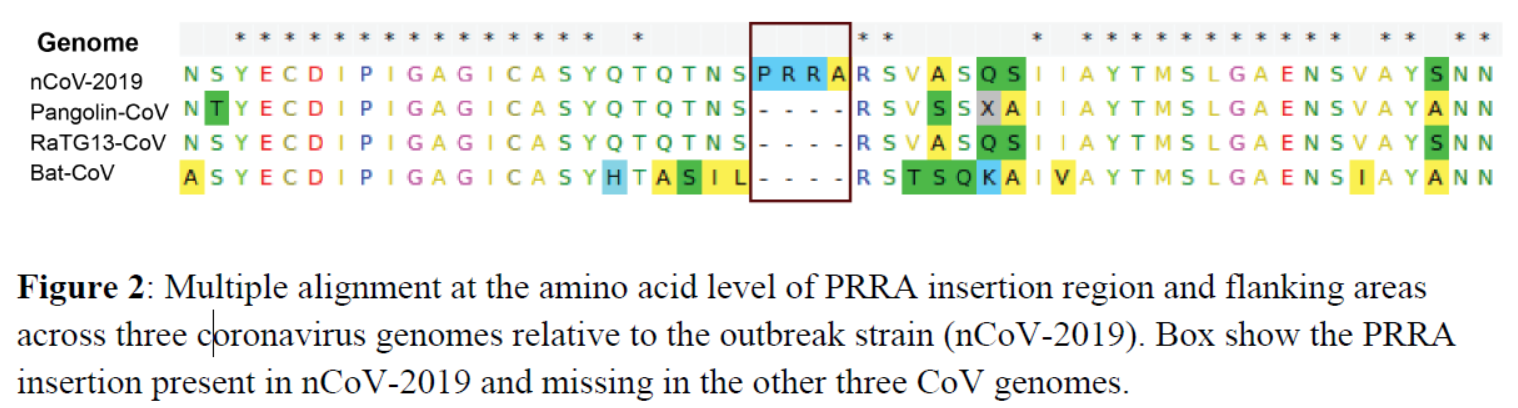 Genome * * * * * * * * * * * * * * * * * * * * * * * * * * * * * * * * *
nCoV-2019 N S Y E C D I P I G A G I C A S Y Q T Q T N S P R R A R S V A S Q S I I A Y T M S L G A E N S V A Y S N N
Pangolin-CoV N T Y E C D I P I G A G I C A S Y Q T Q T N S - - - - R S V S S X A I I A Y T M S L G A E N S V A Y A N N
RaTG13-CoV N S Y E C D I P I G A G I C A S Y Q T Q T N S - - - - R S V A S Q S I I A Y T M S L G A E N S V A Y S N N
Bat-CoV A S Y E C D I P I G A G I C A S Y H T A S I L - - - - R S T S Q K A I V A Y T M S L G A E N S I A Y A N N
Figure 2: Multiple alignment at the amino acid level of PRRA insertion region and flanking areas
across three coronavirus genomes relative to the outbreak strain (nCoV-2019). Box show the PRRA
insertion present in nCoV-2019 and missing in the other three CoV genomes.